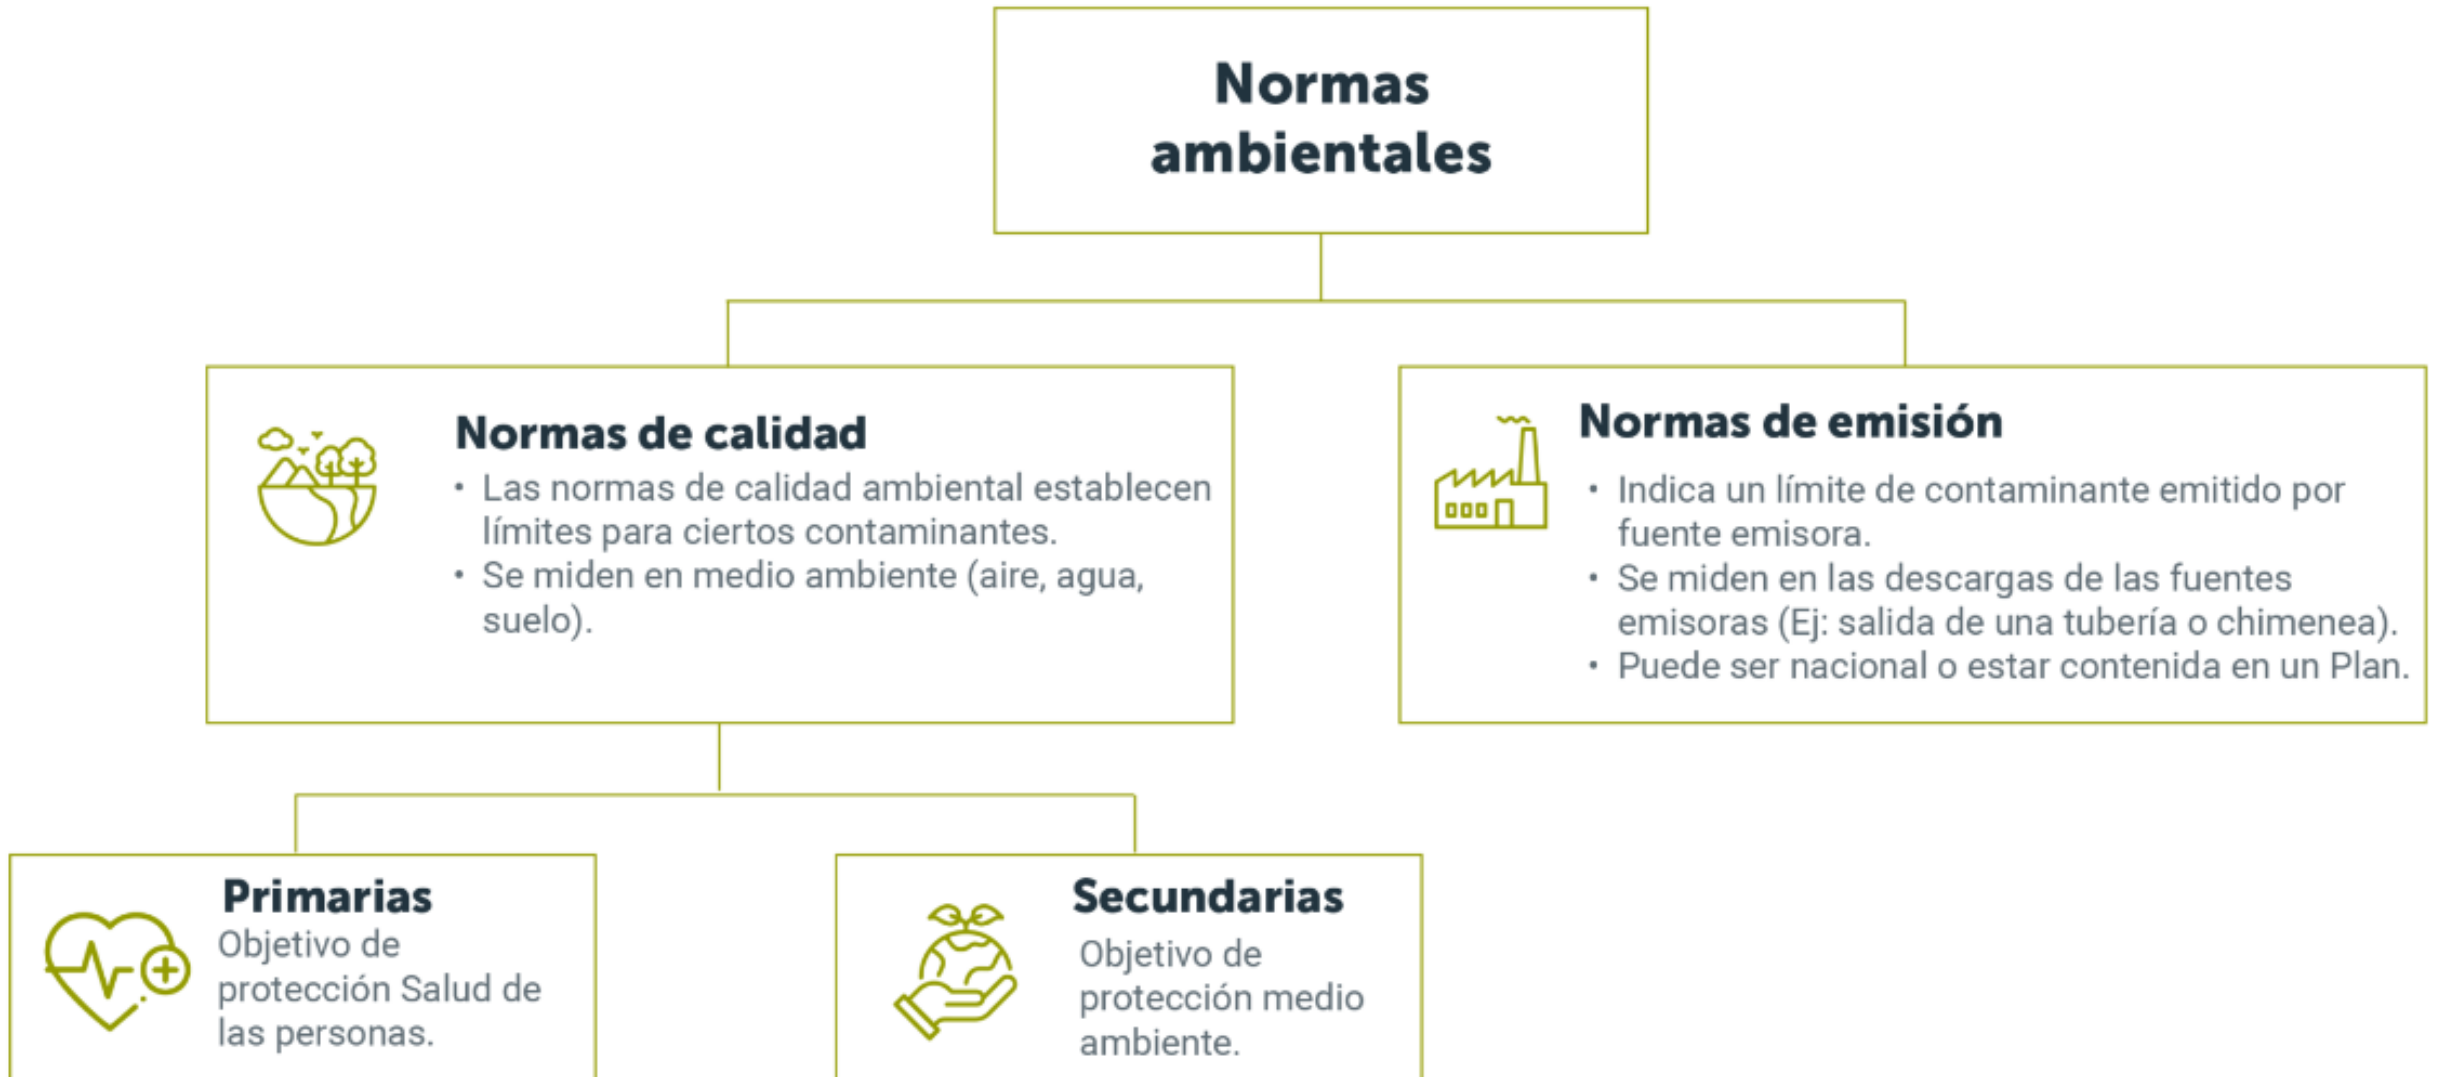 Normas
ambientales
Normas de calidad
• Las normas de calidad ambiental establecen
límites para ciertos contaminantes.
• Se miden en medio ambiente (aire, agua,
suelo).
Normas de emisión
• Indica un límite de contaminante emitido por
fuente emisora.
• Se miden en las descargas de las fuentes
emisoras (Ej: salida de una tubería o chimenea).
• Puede ser nacional o estar contenida en un Plan.
Primarias
Objetivo de
protección Salud de
las personas.
Secundarias
Objetivo de
protección medio
ambiente.